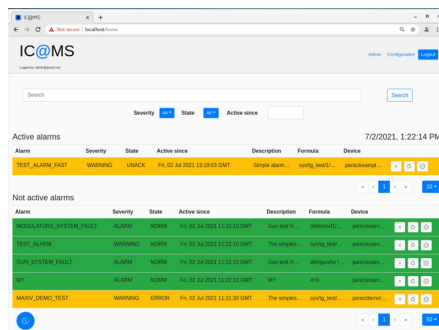 IC@MS
Not secure | localhost/home
IC@MS
Admin Configuration Logout
Logged as: admin@gmail.com
Search Search
Severity All State All Active since
Active alarms 7/2/2021, 1:22:14 PM
Alarm Severity State Active since Description Formula Device
TEST_ALARM_FAST WARNING UNACK Fri, 02 Jul 2021 13:19:03 GMT Simple alarm... sys/tg_test/1/... panic/exampl...
« ‹ 1 › » 10
Not active alarms
Alarm Severity State Active since Description Formula Device
MODULATORS_SYSTEM_FAULT ALARM NORM Fri, 02 Jul 2021 11:22:10 GMT Gun and H... panic/exam...
TEST_ALARM WARNING NORM Fri, 02 Jul 2021 11:22:10 GMT The simples... sys/tg_test/... panic/exam...
GUN_SYSTEM_FAULT ALARM NORM Fri, 02 Jul 2021 11:22:10 GMT Gun and H... panic/exam...
MY ALARM NORM Fri, 02 Jul 2021 11:22:10 GMT MY panic/exam...
MAXIV_DEMO_TEST WARNING ERROR Fri, 02 Jul 2021 11:21:30 GMT The simples... sys/tg_test/... panic/demo/...
« ‹ 1 › » 50